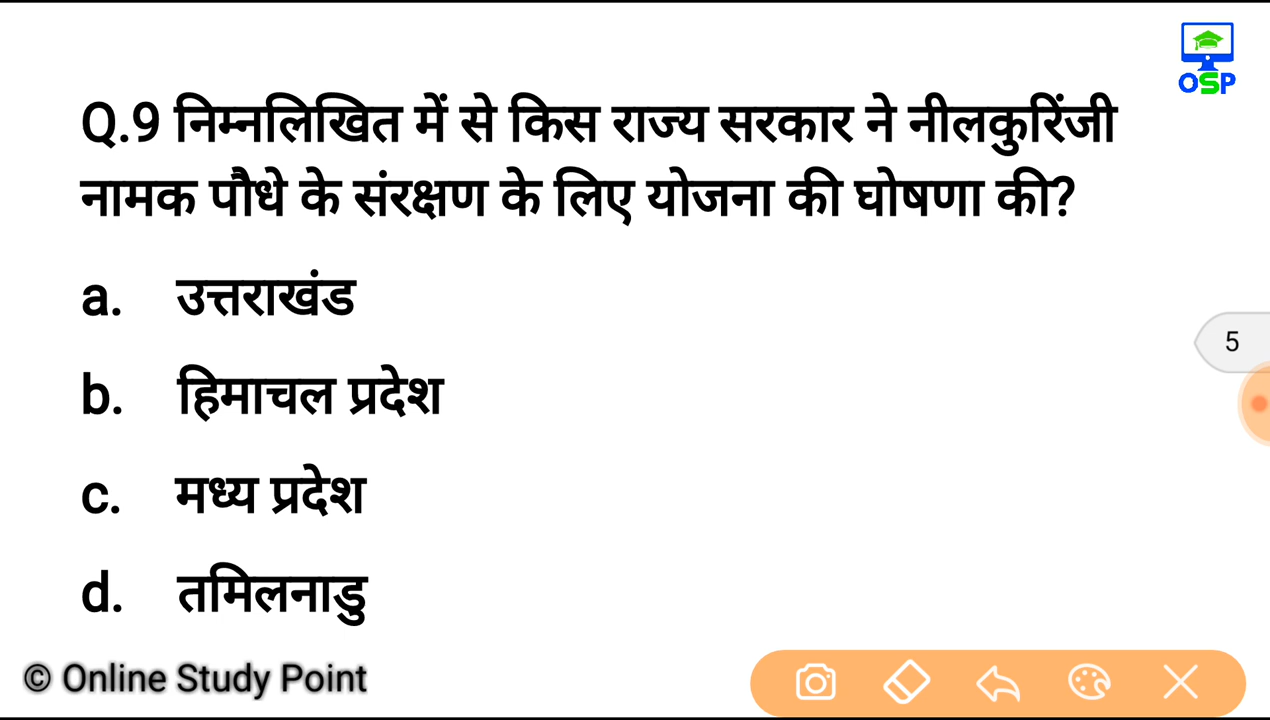 OSP
Q.9 निम्नलिखित में से किस राज्य सरकार ने नीलकुरिंजी
नामक पौधे के संरक्षण के लिए योजना की घोषणा की?
a. उत्तराखंड
5
b. हिमाचल प्रदेश
c. मध्य प्रदेश
d. तमिलनाडु
© Online Study Point